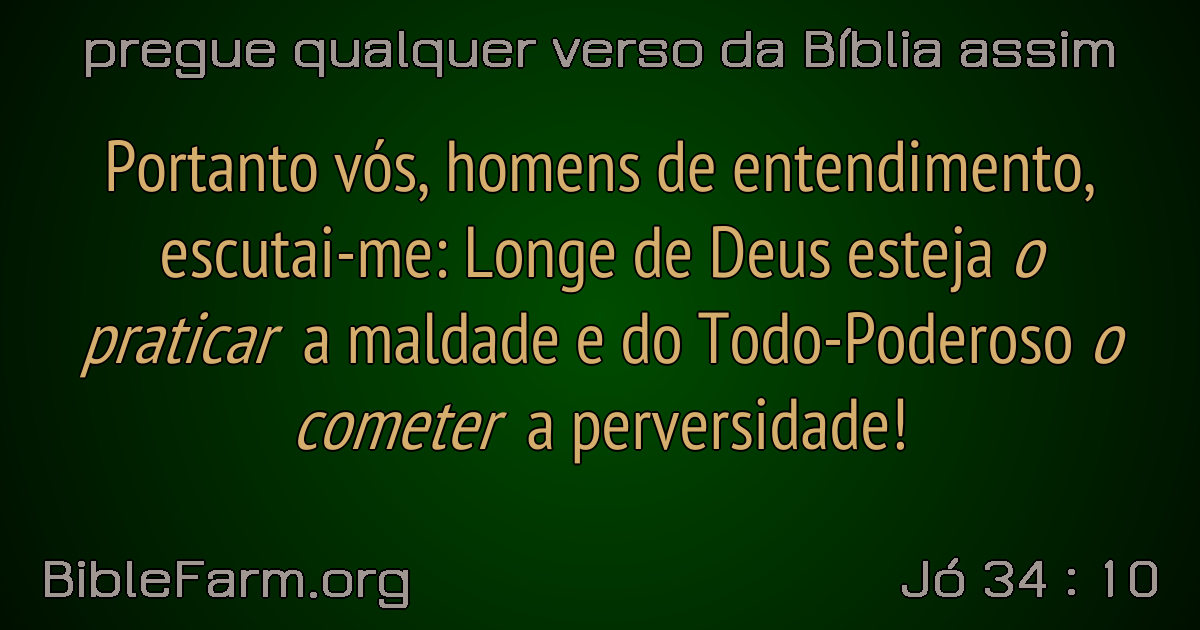 pregue qualquer verso da Bíblia assim
Portanto vós, homens de entendimento,
escutai-me: Longe de Deus esteja o
praticar a maldade e do Todo-Poderoso o
cometer a perversidade!
BibleFarm.org
Jó 34 : 10